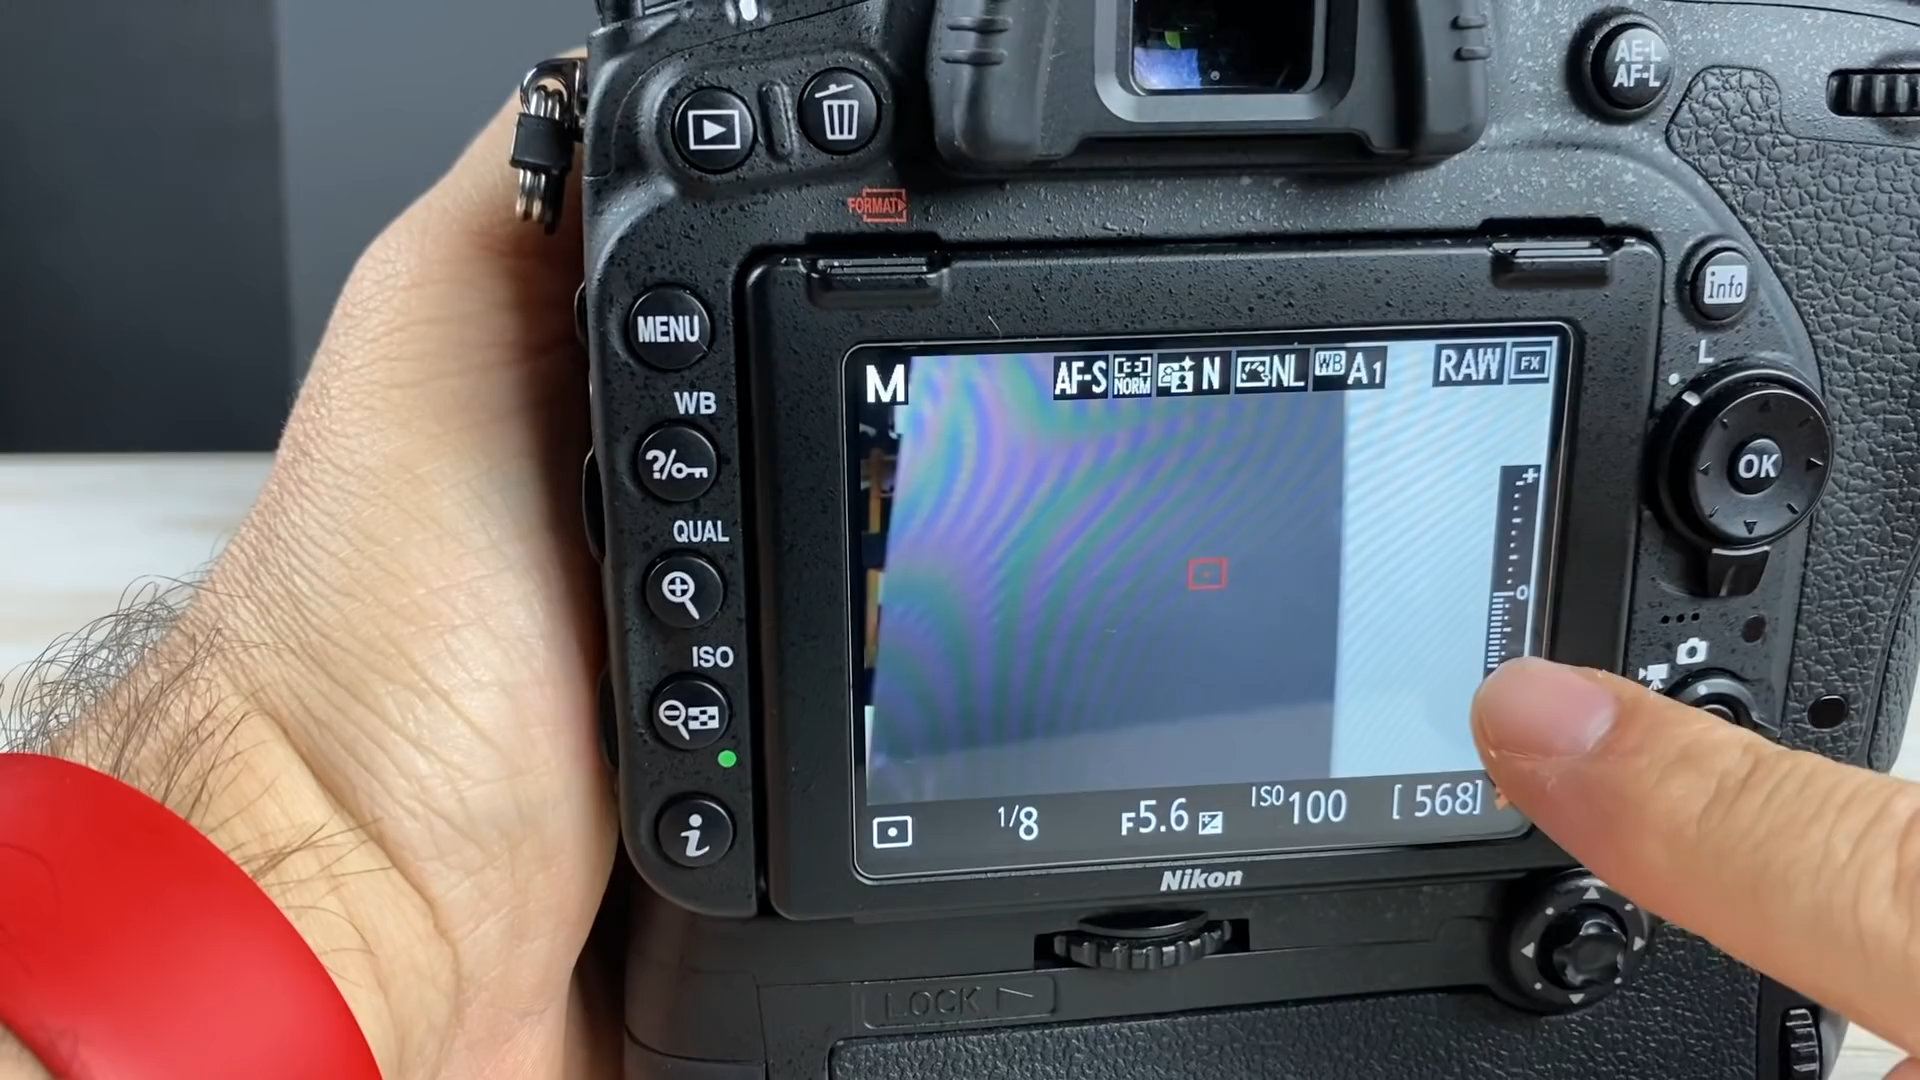 AE-L
AF-L
FORMAT
info
MENU
L
M AF-S NORM N NL WB A1 RAW FX
WB
?/
OK
QUAL
+
0
ISO
1/8 F5.6 ISO 100 [ 568]
i
Nikon
LOCK